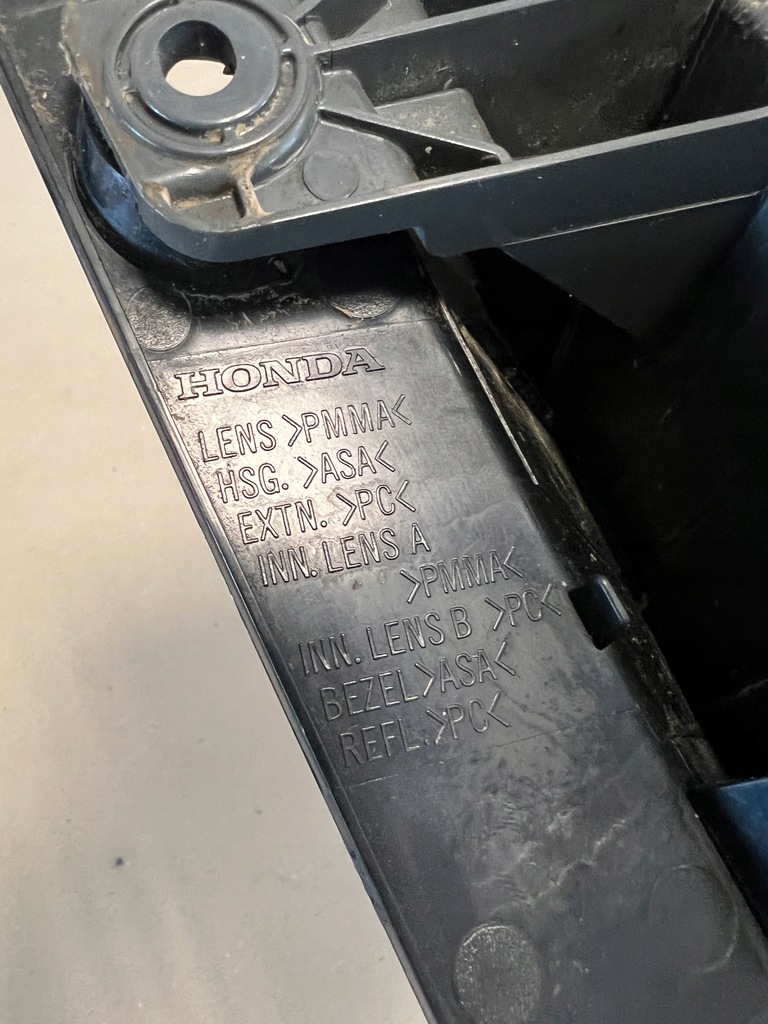 HONDA
LENS >PMMA<
HSG. >ASA<
EXTN. >PC<
INN. LENS A
>PMMA<
INN. LENS B >PC<
BEZEL>ASA<
REFL.>PC<